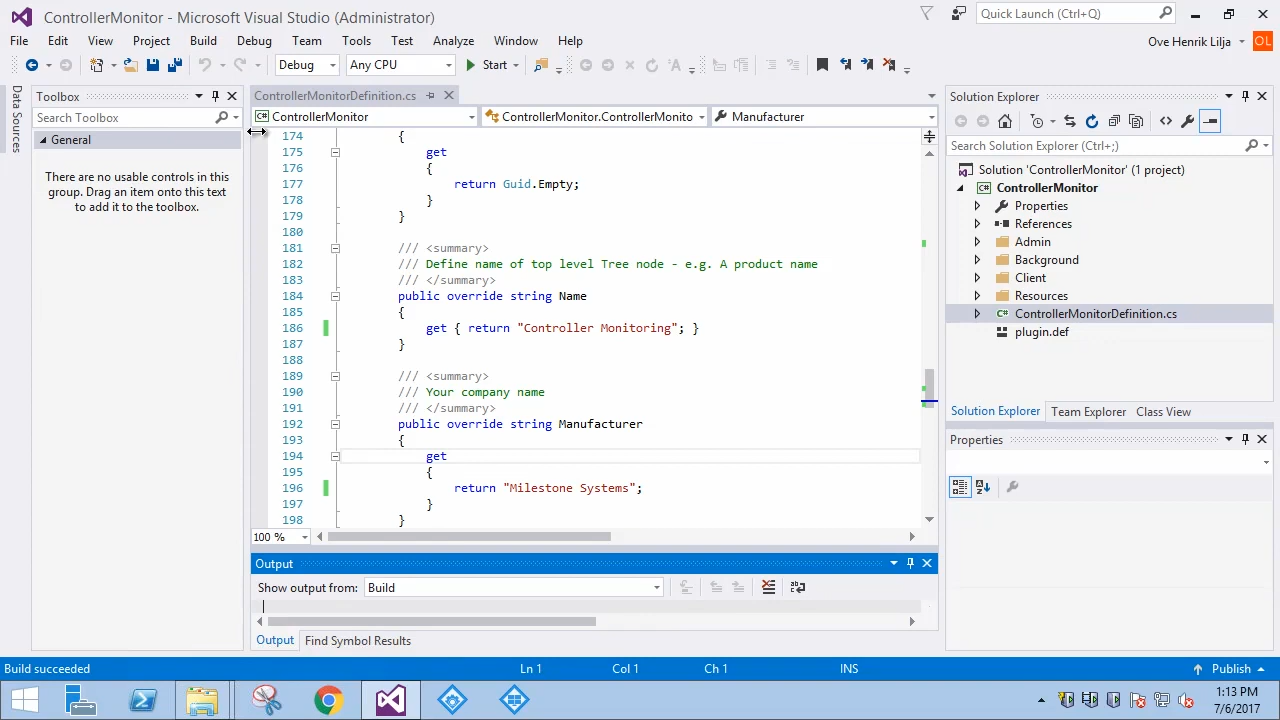 ControllerMonitor - Microsoft Visual Studio (Administrator)
Quick Launch (Ctrl+Q)
File Edit View Project Build Debug Team Tools Test Analyze Window Help
Ove Henrik Lilja OL
Debug Any CPU Start
Data Sources
Toolbox
Search Toolbox
General
There are no usable controls in this
group. Drag an item onto this text
to add it to the toolbox.
ControllerMonitorDefinition.cs
ControllerMonitor ControllerMonitor.ControllerMonito Manufacturer
174 {
175 get
176 {
177 return Guid.Empty;
178 }
179 }
180
181 /// <summary>
182 /// Define name of top level Tree node - e.g. A product name
183 /// </summary>
184 public override string Name
185 {
186 get { return "Controller Monitoring"; }
187 }
188
189 /// <summary>
190 /// Your company name
191 /// </summary>
192 public override string Manufacturer
193 {
194 get
195 {
196 return "Milestone Systems";
197 }
198 }
100 %
Output
Show output from: Build
Output Find Symbol Results
Solution Explorer
Search Solution Explorer (Ctrl+;)
Solution 'ControllerMonitor' (1 project)
ControllerMonitor
Properties
References
Admin
Background
Client
Resources
ControllerMonitorDefinition.cs
plugin.def
Solution Explorer Team Explorer Class View
Properties
Build succeeded Ln 1 Col 1 Ch 1 INS Publish
1:13 PM
7/6/2017